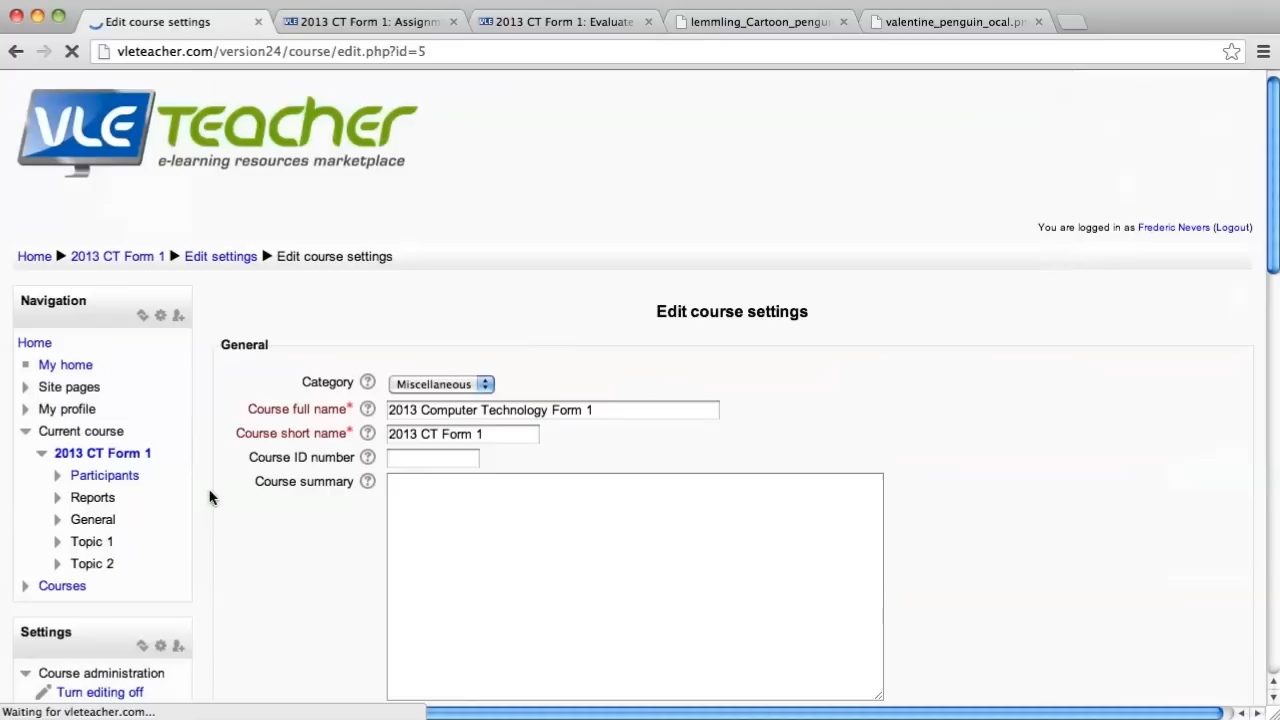 Edit course settings
2013 CT Form 1: Assignm
2013 CT Form 1: Evaluate
lemmling_Cartoon_pengu
valentine_penguin_ocal.pn
vleteacher.com/version24/course/edit.php?id=5
VLE Teacher
e-learning resources marketplace
You are logged in as Frederic Nevers (Logout)
Home ▶ 2013 CT Form 1 ▶ Edit settings ▶ Edit course settings
Navigation
Home
My home
Site pages
My profile
Current course
2013 CT Form 1
Participants
Reports
General
Topic 1
Topic 2
Courses
Settings
Course administration
Turn editing off
Edit course settings
General
Category Miscellaneous
Course full name* 2013 Computer Technology Form 1
Course short name* 2013 CT Form 1
Course ID number
Course summary
Waiting for vleteacher.com...